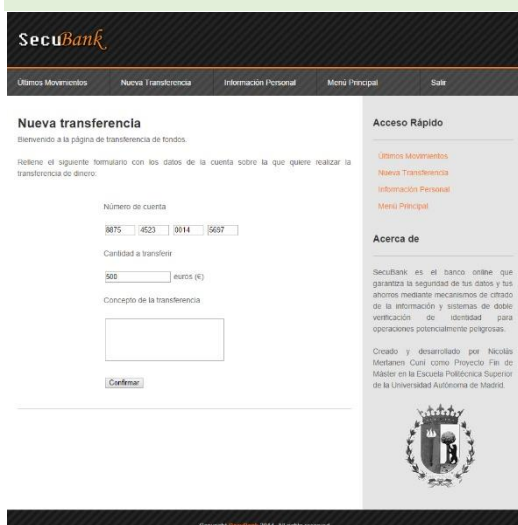 SecuBank
Últimos Movimientos Nueva Transferencia Información Personal Menú Principal Salir
Nueva transferencia
Bienvenido a la página de transferencia de fondos.
Rellene el siguiente formulario con los datos de la cuenta sobre la que quiere realizar la
transferencia de dinero:
Número de cuenta
8875 4523 0014 5697
Cantidad a transferir
500 euros (€)
Concepto de la transferencia
Confirmar
Acceso Rápido
Últimos Movimientos
Nueva Transferencia
Información Personal
Menú Principal
Acerca de
SecuBank es el banco online que
garantiza la seguridad de tus datos y tus
ahorros mediante mecanismos de cifrado
de la información y sistemas de doble
verificación de identidad para
operaciones potencialmente peligrosas.
Creado y desarrollado por Nicolás
Mertanen Cuní como Proyecto Fin de
Máster en la Escuela Politécnica Superior
de la Universidad Autónoma de Madrid.
Copyright SecuBank 2014. All rights reserved.